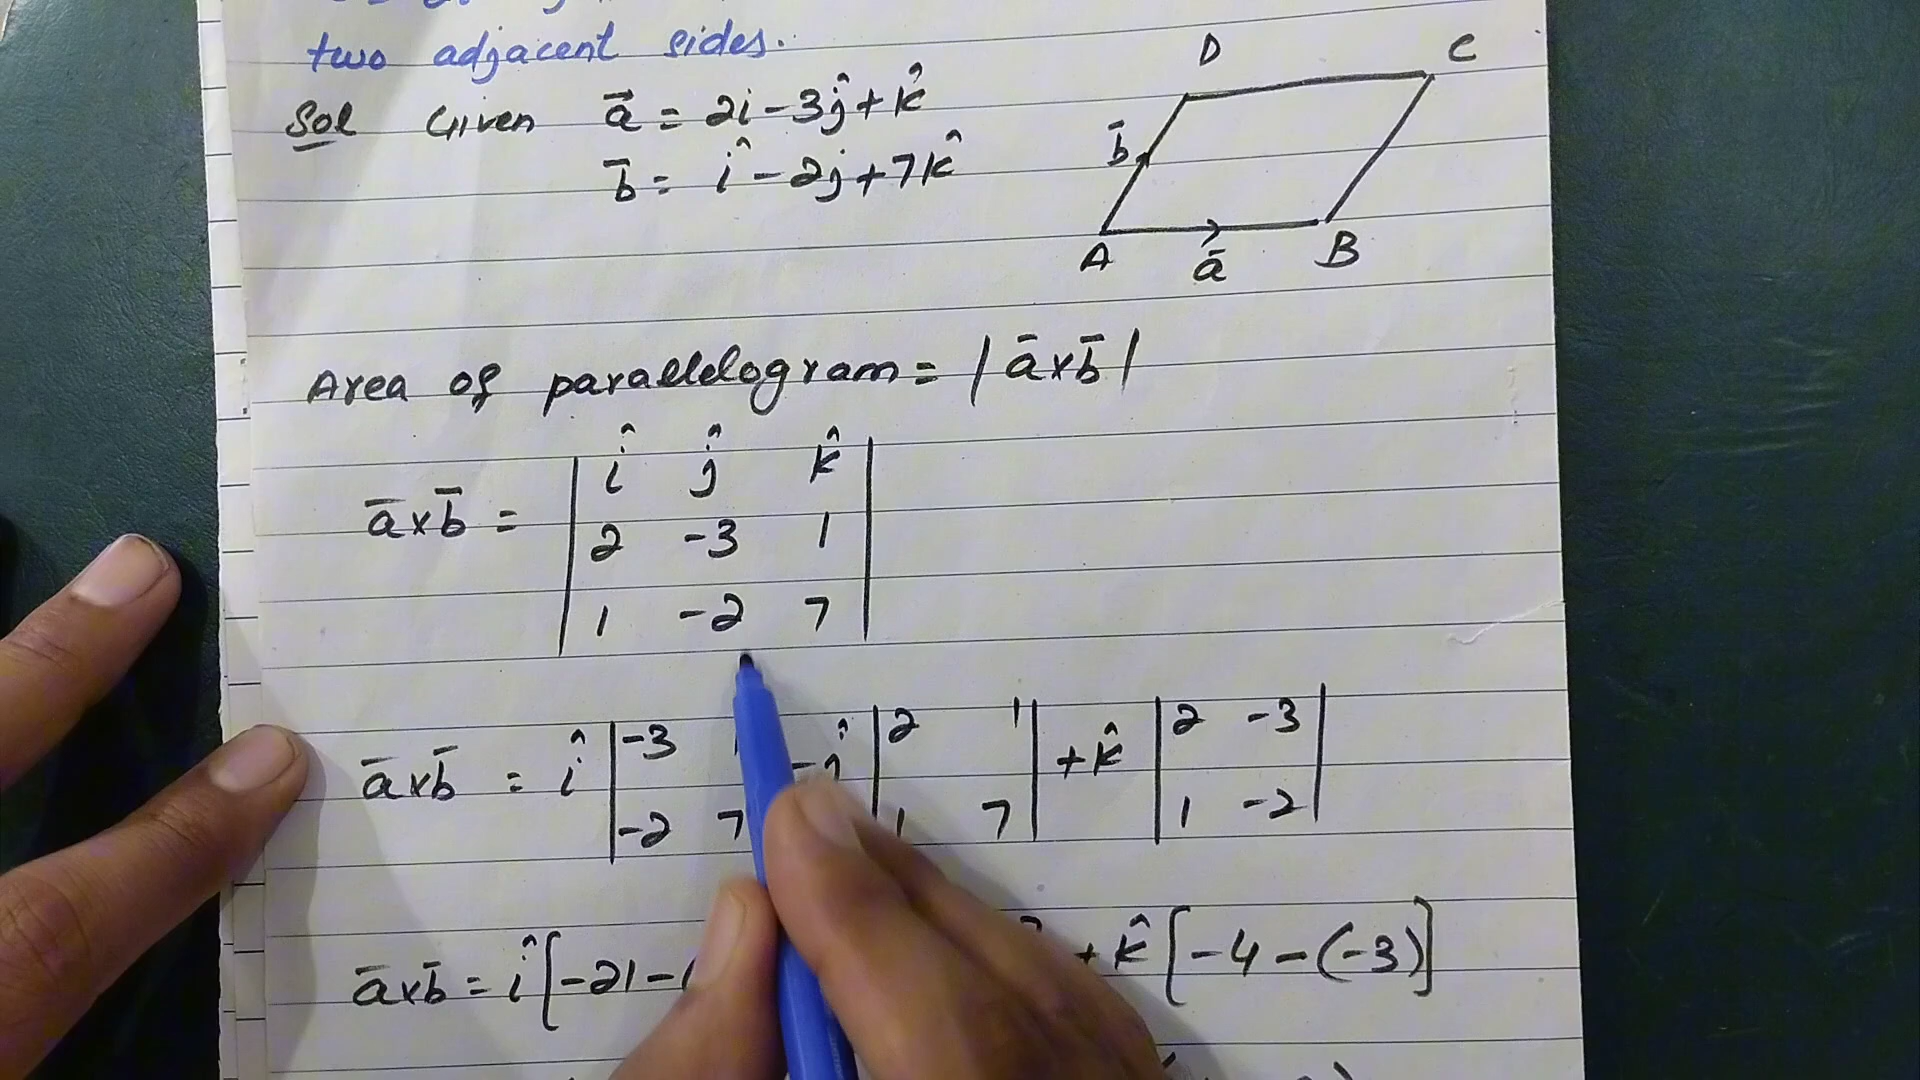 two adjacent sides.
Sol Given a⃗ = 2i - 3ĵ + k̂
b̄ = î - 2j + 7k̂
D C
b̄
A ā B
Area of parallelogram = |ā×b̄|
î ĵ k̂
ā×b̄ = 2 -3 1
1 -2 7
ā×b̄ = î |-3 -ĵ |2 1| +k̂ |2 -3|
|-2 7 1 7| |1 -2|
ā×b̄ = î [-21-( + k̂ [-4-(-3)]